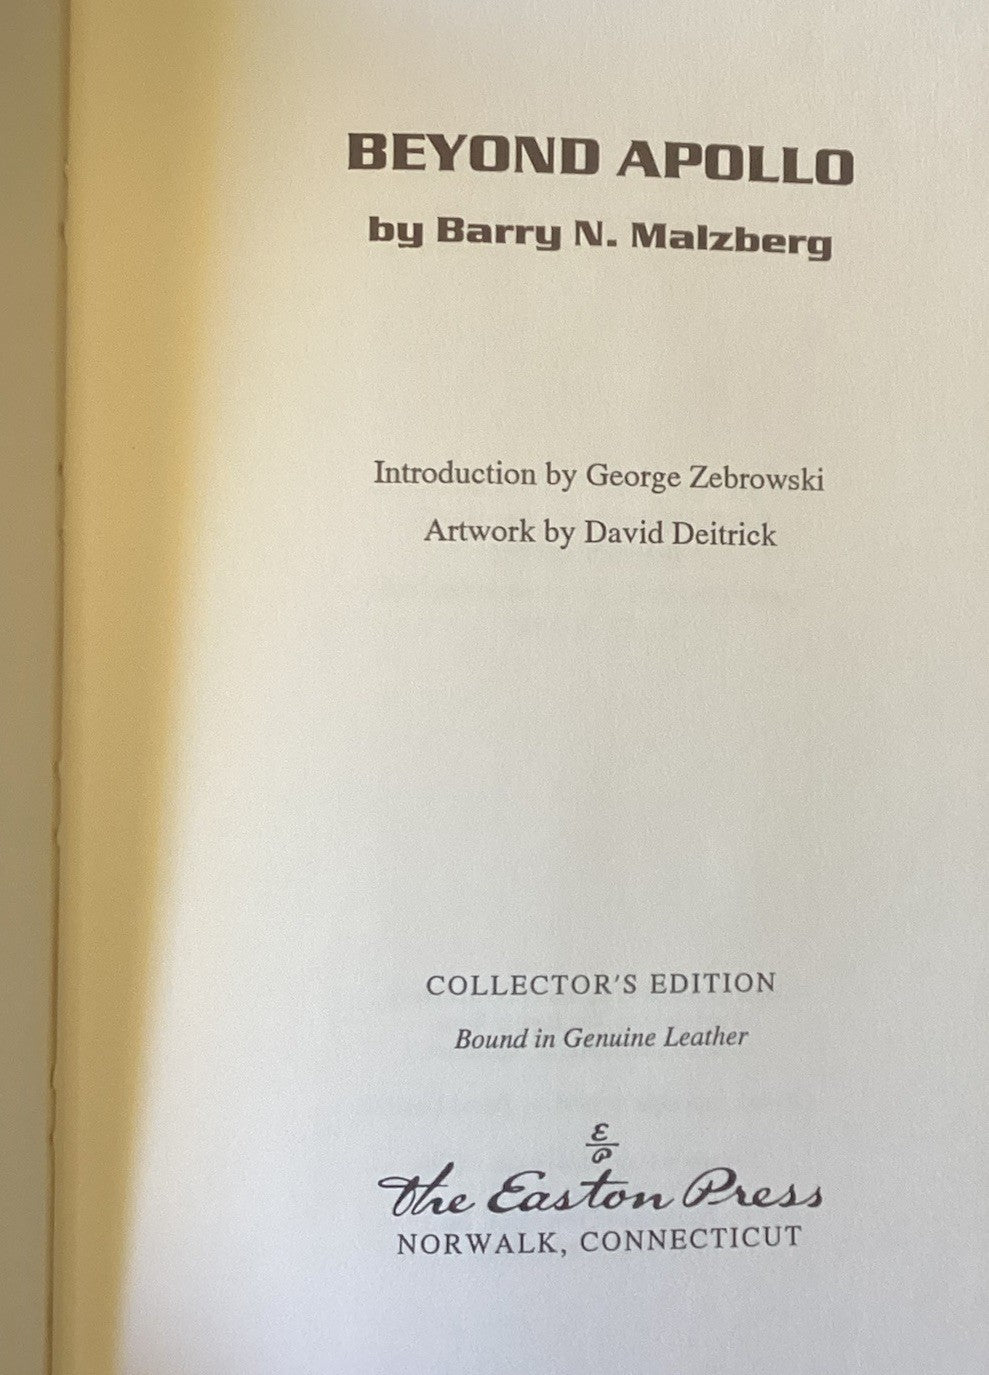 BEYOND APOLLO
by Barry N. Malzberg
Introduction by George Zebrowski
Artwork by David Deitrick
COLLECTOR'S EDITION
Bound in Genuine Leather
E
P
The Easton Press
NORWALK, CONNECTICUT